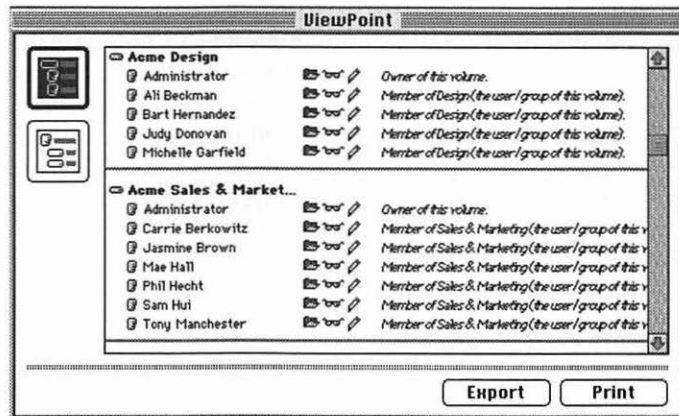 ViewPoint
Acme Design
Administrator Owner of this volume.
Ali Beckman Member of Design (the user/group of this volume).
Bart Hernandez Member of Design (the user/group of this volume).
Judy Donovan Member of Design (the user/group of this volume).
Michelle Garfield Member of Design (the user/group of this volume).
Acme Sales & Market...
Administrator Owner of this volume.
Carrie Berkowitz Member of Sales & Marketing (the user/group of this v
Jasmine Brown Member of Sales & Marketing (the user/group of this v
Mae Hall Member of Sales & Marketing (the user/group of this v
Phil Hecht Member of Sales & Marketing (the user/group of this v
Sam Hui Member of Sales & Marketing (the user/group of this v
Tony Manchester Member of Sales & Marketing (the user/group of this v
Export Print